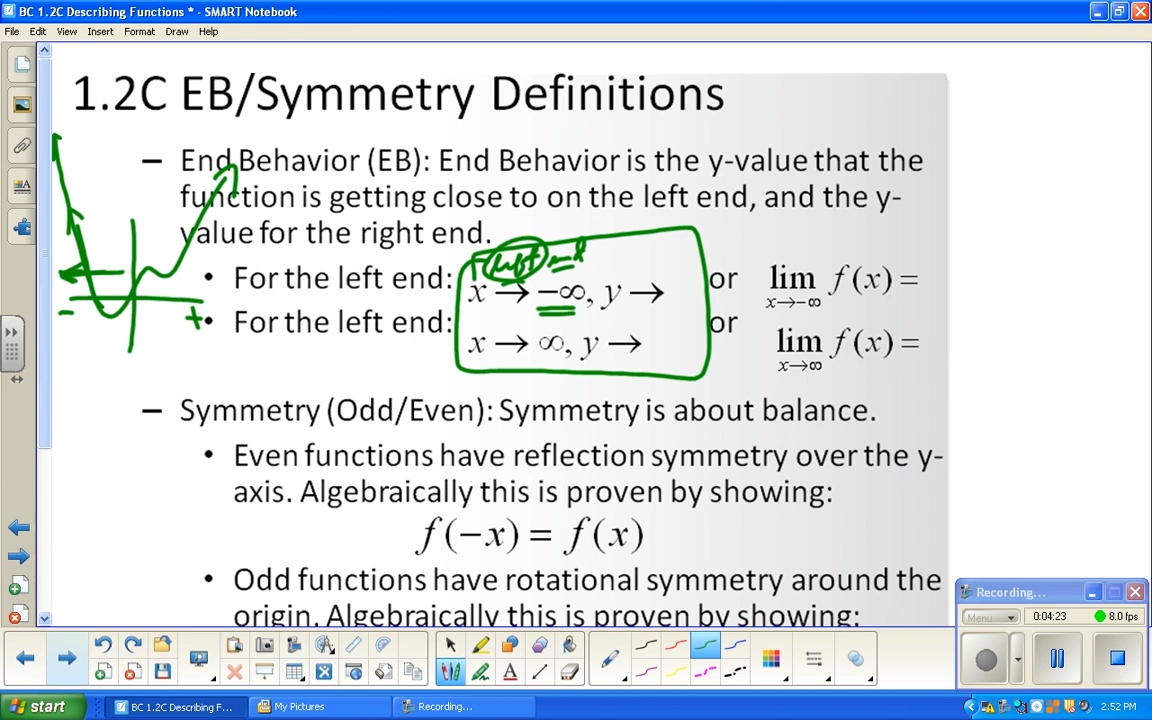 BC 1.2C Describing Functions * - SMART Notebook
File Edit View Insert Format Draw Help
1.2C EB/Symmetry Definitions
– End Behavior (EB): End Behavior is the y-value that the
function is getting close to on the left end, and the y-
value for the right end.
left end
• For the left end: x → −∞, y → or lim f(x) =
x→−∞
• For the left end: x → ∞, y → or lim f(x) =
x→∞
− +
– Symmetry (Odd/Even): Symmetry is about balance.
• Even functions have reflection symmetry over the y-
axis. Algebraically this is proven by showing:
f(−x) = f(x)
• Odd functions have rotational symmetry around the
origin. Algebraically this is proven by showing:
Recording...
Menu 0:04:23 8.0 fps
start BC 1.2C Describing F... My Pictures Recording... 2:52 PM